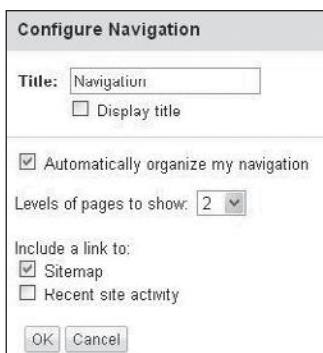 Configure Navigation
Title: Navigation
Display title
Automatically organize my navigation
Levels of pages to show: 2
Include a link to:
Sitemap
Recent site activity
OK Cancel